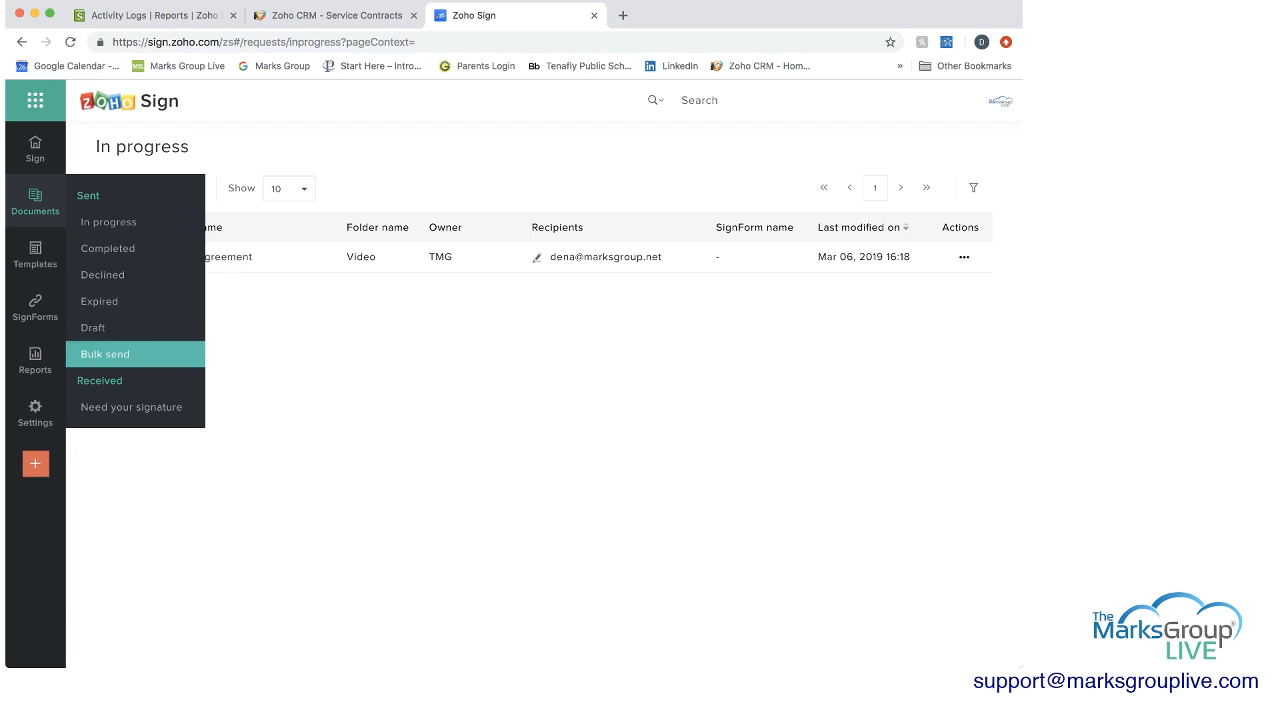 Activity Logs | Reports | Zoho
Zoho CRM - Service Contracts
Zoho Sign
https://sign.zoho.com/zs#/requests/inprogress?pageContext=
D
26 Google Calendar -...
Marks Group Live
G Marks Group
Start Here – Intro...
G Parents Login
Bb Tenafly Public Sch...
in LinkedIn
Zoho CRM - Hom...
» Other Bookmarks
ZOHO Sign
Search
Sign
Documents
Templates
SignForms
Reports
Settings
+
In progress
Sent
In progress
Completed
Declined
Expired
Draft
Bulk send
Received
Need your signature
Show 10
« ‹ 1 › »
ame Folder name Owner Recipients SignForm name Last modified on Actions
greement Video TMG dena@marksgroup.net - Mar 06, 2019 16:18 •••
The
MarksGroup®
LIVE
support@marksgrouplive.com